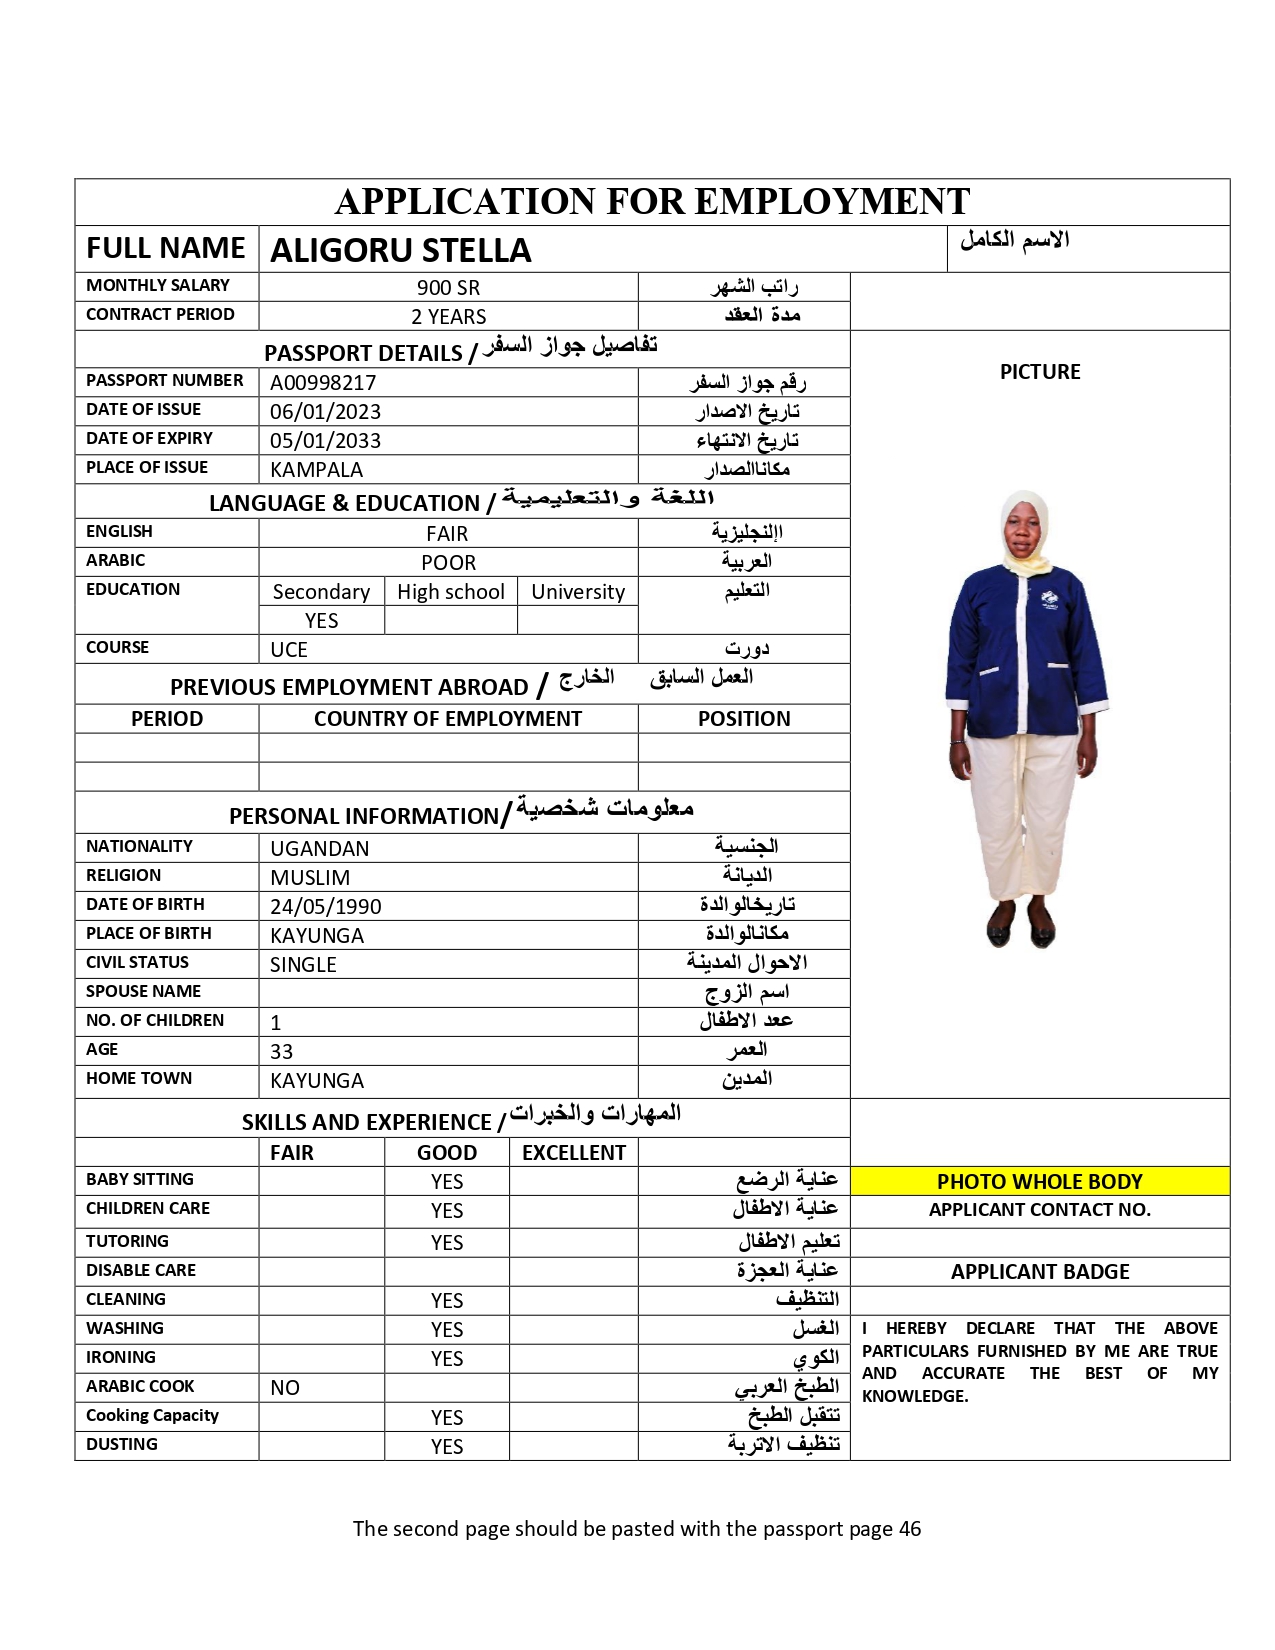 APPLICATION FOR EMPLOYMENT
FULL NAME ALIGORU STELLA الاسم الكامل
MONTHLY SALARY 900 SR راتب الشهر
CONTRACT PERIOD 2 YEARS مدة العقد
PASSPORT DETAILS / تفاصيل جواز السفر
PICTURE
PASSPORT NUMBER A00998217 رقم جواز السفر
DATE OF ISSUE 06/01/2023 تاريخ الاصدار
DATE OF EXPIRY 05/01/2033 تاريخ الانتهاء
PLACE OF ISSUE KAMPALA مكاناالصدار
LANGUAGE & EDUCATION / اللغة والتعليمية
ENGLISH FAIR اإلنجليزية
ARABIC POOR العربية
EDUCATION Secondary High school University التعليم
YES
COURSE UCE دورت
PREVIOUS EMPLOYMENT ABROAD / العمل السابق الخارج
PERIOD COUNTRY OF EMPLOYMENT POSITION
PERSONAL INFORMATION/ معلومات شخصية
NATIONALITY UGANDAN الجنسية
RELIGION MUSLIM الديانة
DATE OF BIRTH 24/05/1990 تاريخالوالدة
PLACE OF BIRTH KAYUNGA مكانالوالدة
CIVIL STATUS SINGLE الاحوال المدينة
SPOUSE NAME اسم الزوج
NO. OF CHILDREN 1 ععد الاطفال
AGE 33 العمر
HOME TOWN KAYUNGA المدين
SKILLS AND EXPERIENCE / المهارات والخبرات
FAIR GOOD EXCELLENT
BABY SITTING YES عناية الرضع PHOTO WHOLE BODY
CHILDREN CARE YES عناية الاطفال APPLICANT CONTACT NO.
TUTORING YES تعليم الاطفال
DISABLE CARE عناية العجزة APPLICANT BADGE
CLEANING YES التنظيف
WASHING YES الغسل I HEREBY DECLARE THAT THE ABOVE
IRONING YES الكوي PARTICULARS FURNISHED BY ME ARE TRUE
AND ACCURATE THE BEST OF MY
ARABIC COOK NO الطبخ العربي KNOWLEDGE.
Cooking Capacity YES تتقبل الطبخ
DUSTING YES تنظيف الاتربة
The second page should be pasted with the passport page 46